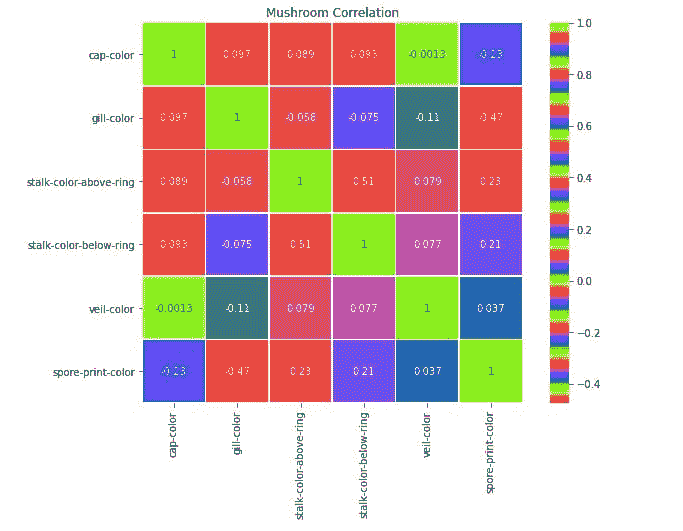 Mushroom Correlation
cap-color 1 0.097 0.089 0.093 -0.0013 -0.23
gill-color 0.097 1 -0.058 -0.075 -0.11 -0.47
stalk-color-above-ring 0.089 -0.058 1 0.51 0.079 0.23
stalk-color-below-ring 0.093 -0.075 0.51 1 0.077 0.21
veil-color -0.0013 -0.11 0.079 0.077 1 0.037
spore-print-color -0.23 -0.47 0.23 0.21 0.037 1
cap-color
gill-color
stalk-color-above-ring
stalk-color-below-ring
veil-color
spore-print-color
1.0
0.8
0.6
0.4
0.2
0.0
−0.2
−0.4